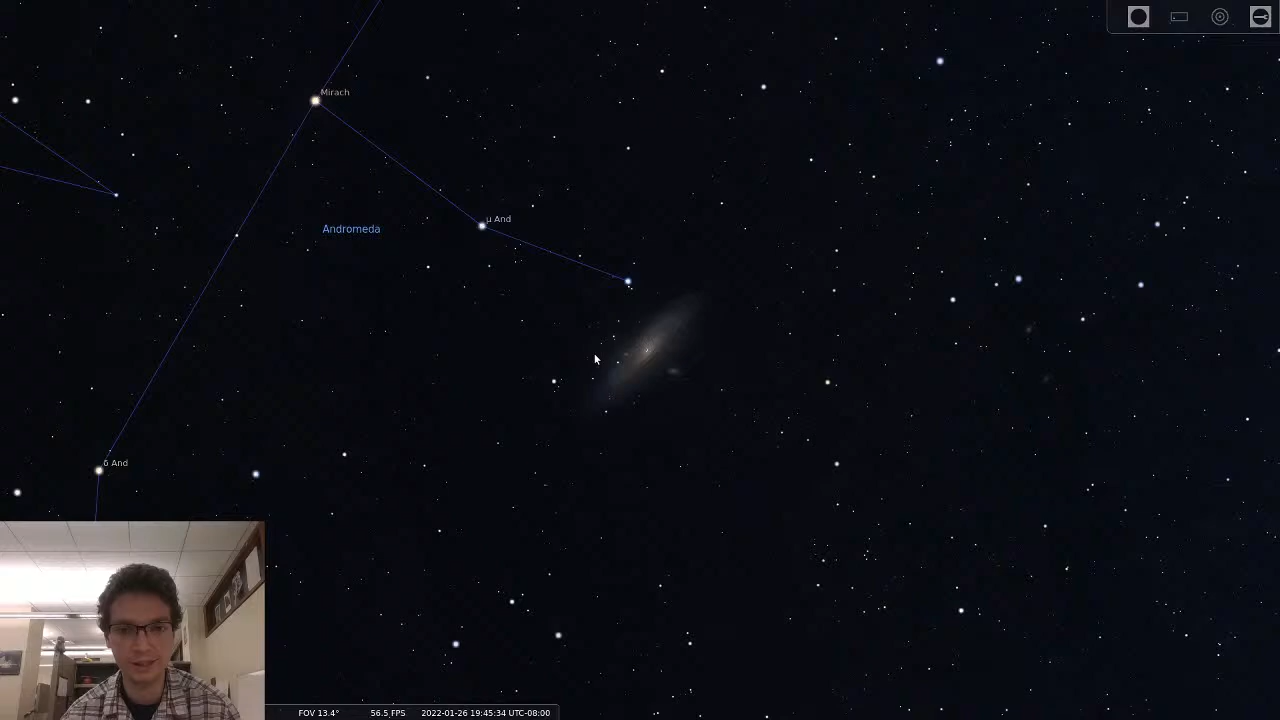 Mirach
μ And
Andromeda
δ And
FOV 13.4°
56.5 FPS
2022-01-26 19:45:34 UTC-08:00